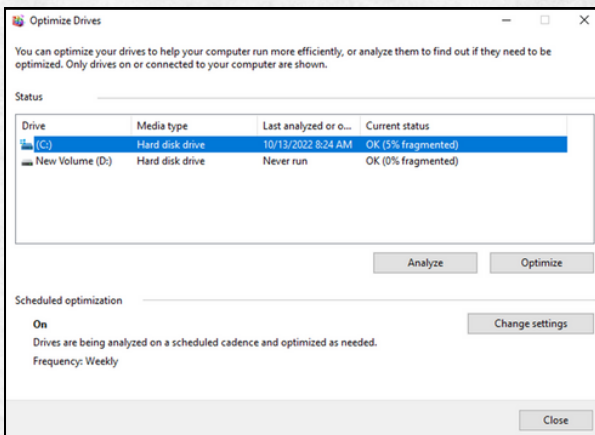 Optimize Drives
You can optimize your drives to help your computer run more efficiently, or analyze them to find out if they need to be
optimized. Only drives on or connected to your computer are shown.
Status
Drive Media type Last analyzed or o... Current status
(C:) Hard disk drive 10/13/2022 8:24 AM OK (5% fragmented)
New Volume (D:) Hard disk drive Never run OK (0% fragmented)
Analyze Optimize
Scheduled optimization
On Change settings
Drives are being analyzed on a scheduled cadence and optimized as needed.
Frequency: Weekly
Close